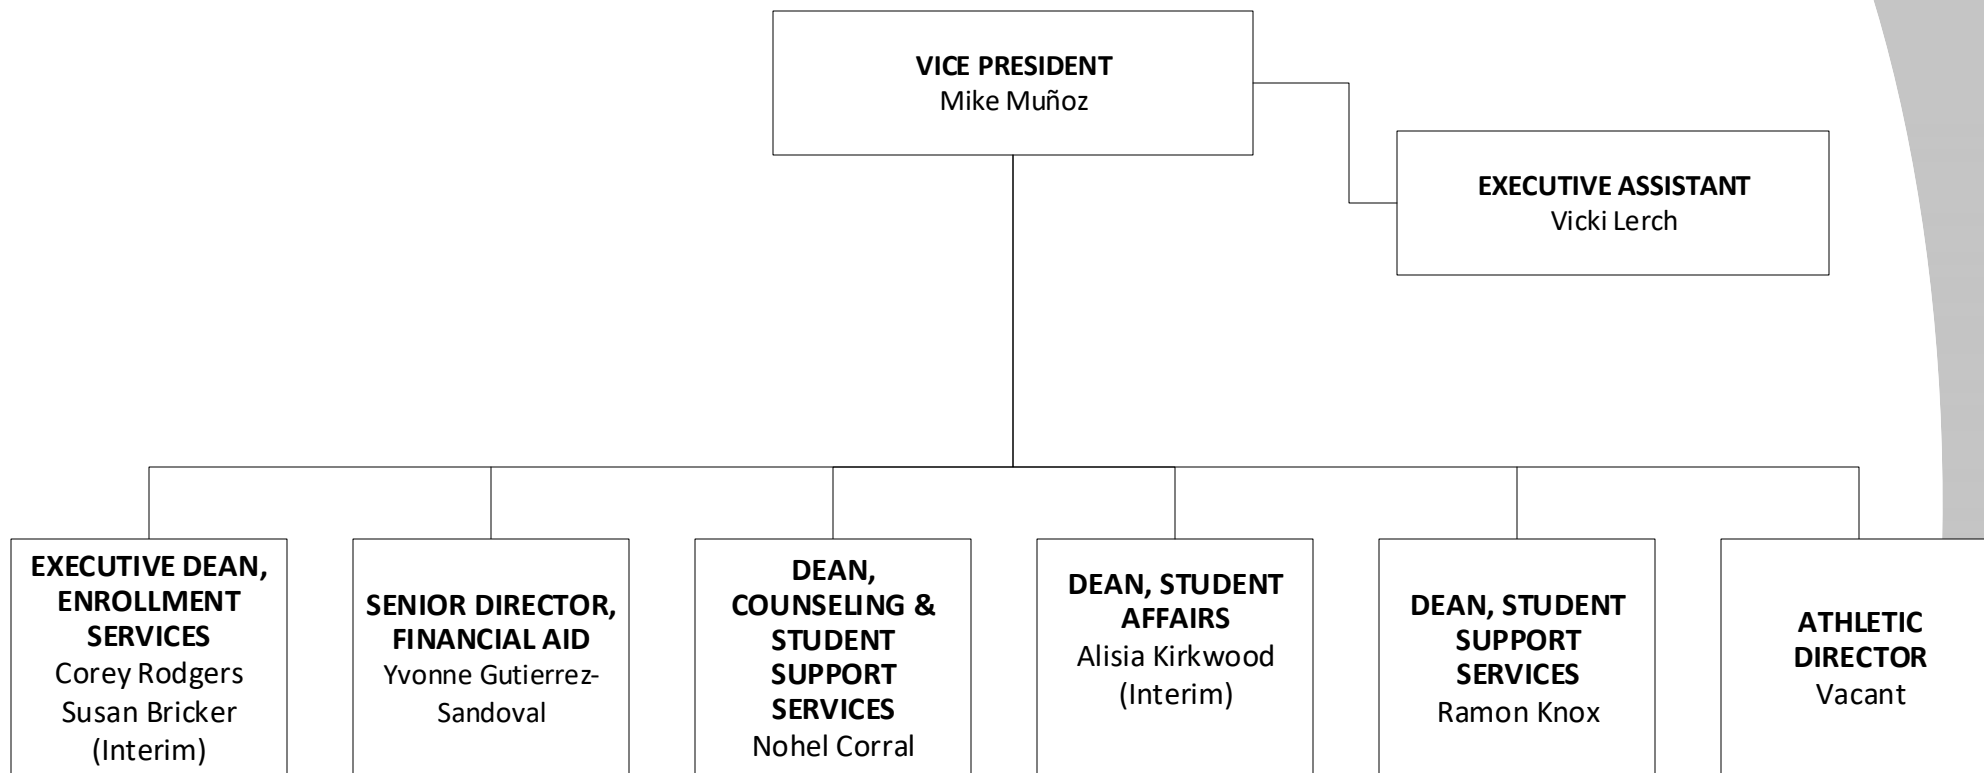 VICE PRESIDENT
Mike Muñoz
EXECUTIVE ASSISTANT
Vicki Lerch
EXECUTIVE DEAN,
ENROLLMENT
SERVICES
Corey Rodgers
Susan Bricker
(Interim)
SENIOR DIRECTOR,
FINANCIAL AID
Yvonne Gutierrez-
Sandoval
DEAN,
COUNSELING &
STUDENT
SUPPORT
SERVICES
Nohel Corral
DEAN, STUDENT
AFFAIRS
Alisia Kirkwood
(Interim)
DEAN, STUDENT
SUPPORT
SERVICES
Ramon Knox
ATHLETIC
DIRECTOR
Vacant